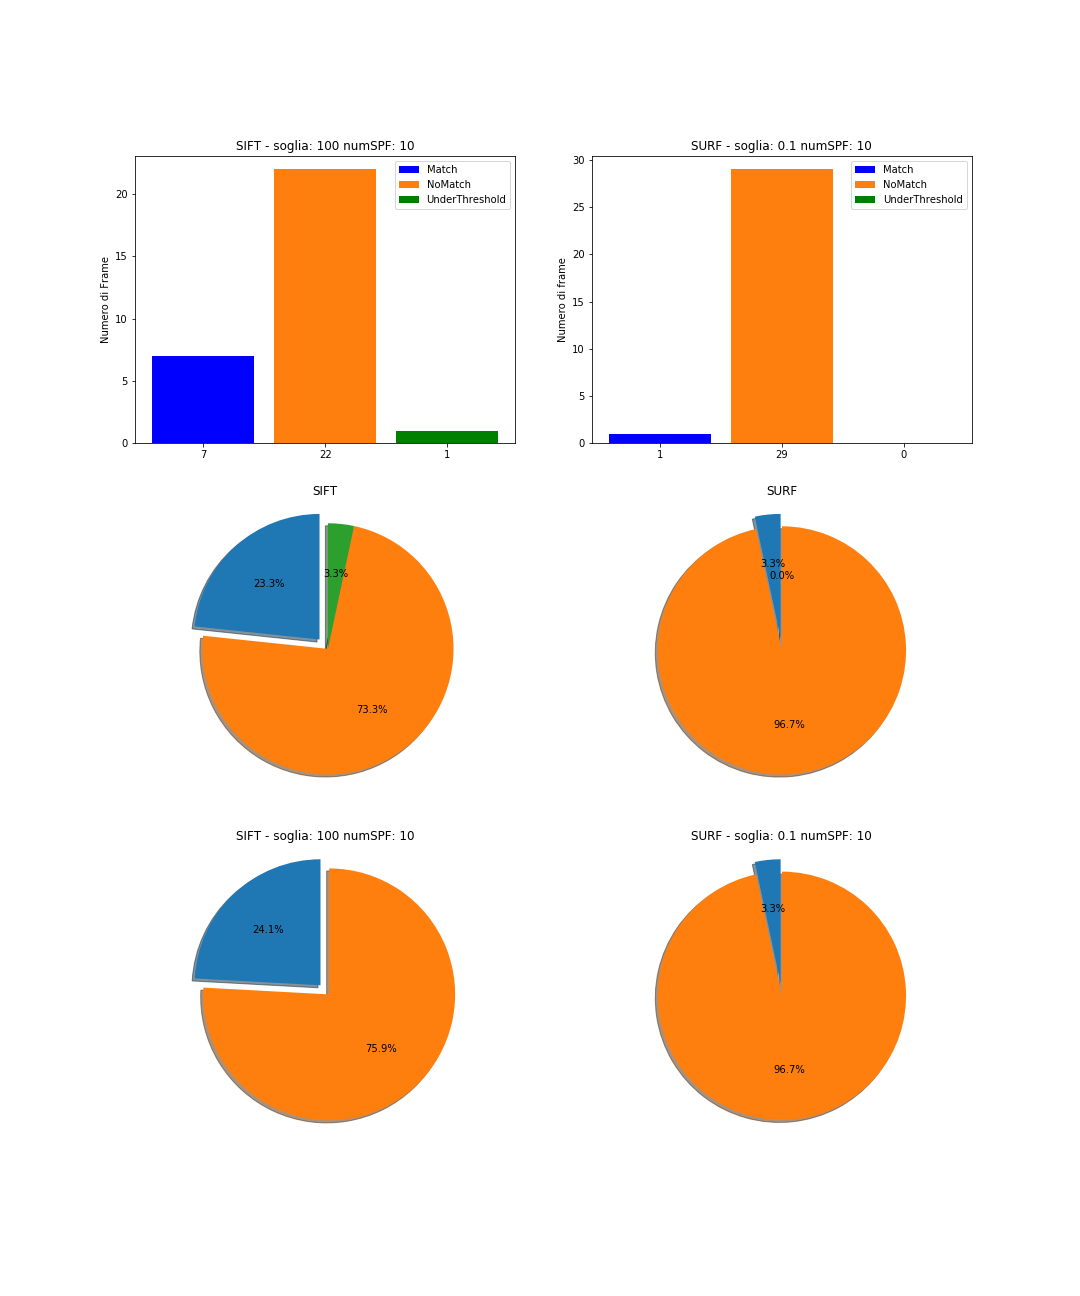 SIFT - soglia: 100 numSPF: 10
Match
NoMatch
UnderThreshold
Numero di Frame
20
15
10
5
0
7 22 1
SURF - soglia: 0.1 numSPF: 10
Match
NoMatch
UnderThreshold
Numero di frame
30
25
20
15
10
5
0
1 29 0
SIFT
23.3%
3.3%
73.3%
SURF
3.3%
0.0%
96.7%
SIFT - soglia: 100 numSPF: 10
24.1%
75.9%
SURF - soglia: 0.1 numSPF: 10
3.3%
96.7%